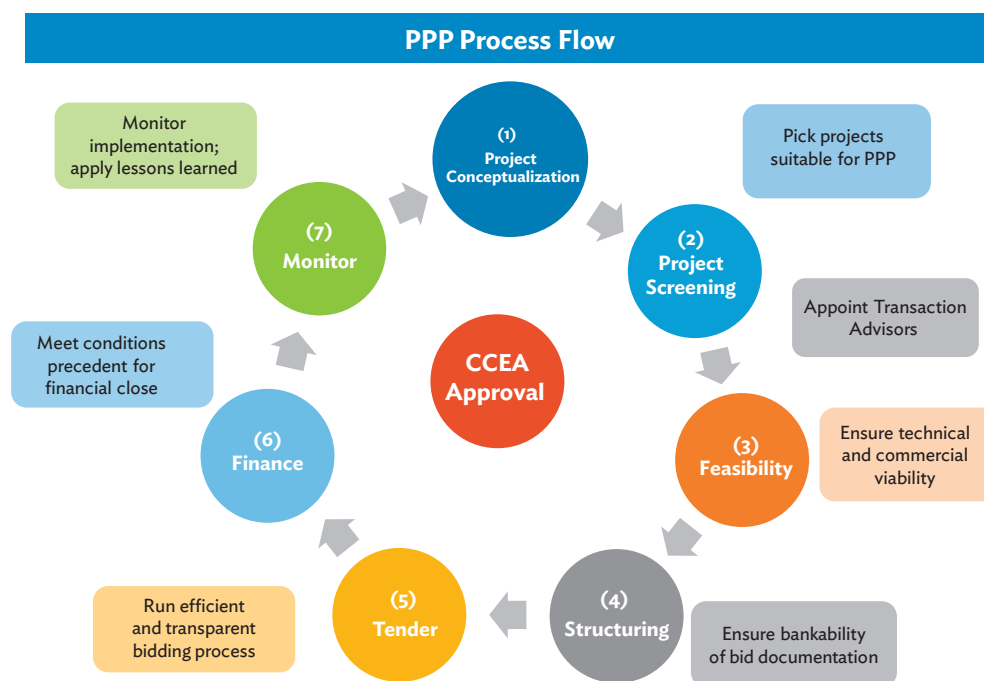 PPP Process Flow
(1)
Project
Conceptualization
Pick projects
suitable for PPP
(2)
Project
Screening
Appoint Transaction
Advisors
(3)
Feasibility
Ensure technical
and commercial
viability
(4)
Structuring
Ensure bankability
of bid documentation
(5)
Tender
Run efficient
and transparent
bidding process
(6)
Finance
Meet conditions
precedent for
financial close
(7)
Monitor
Monitor
implementation;
apply lessons learned
CCEA
Approval